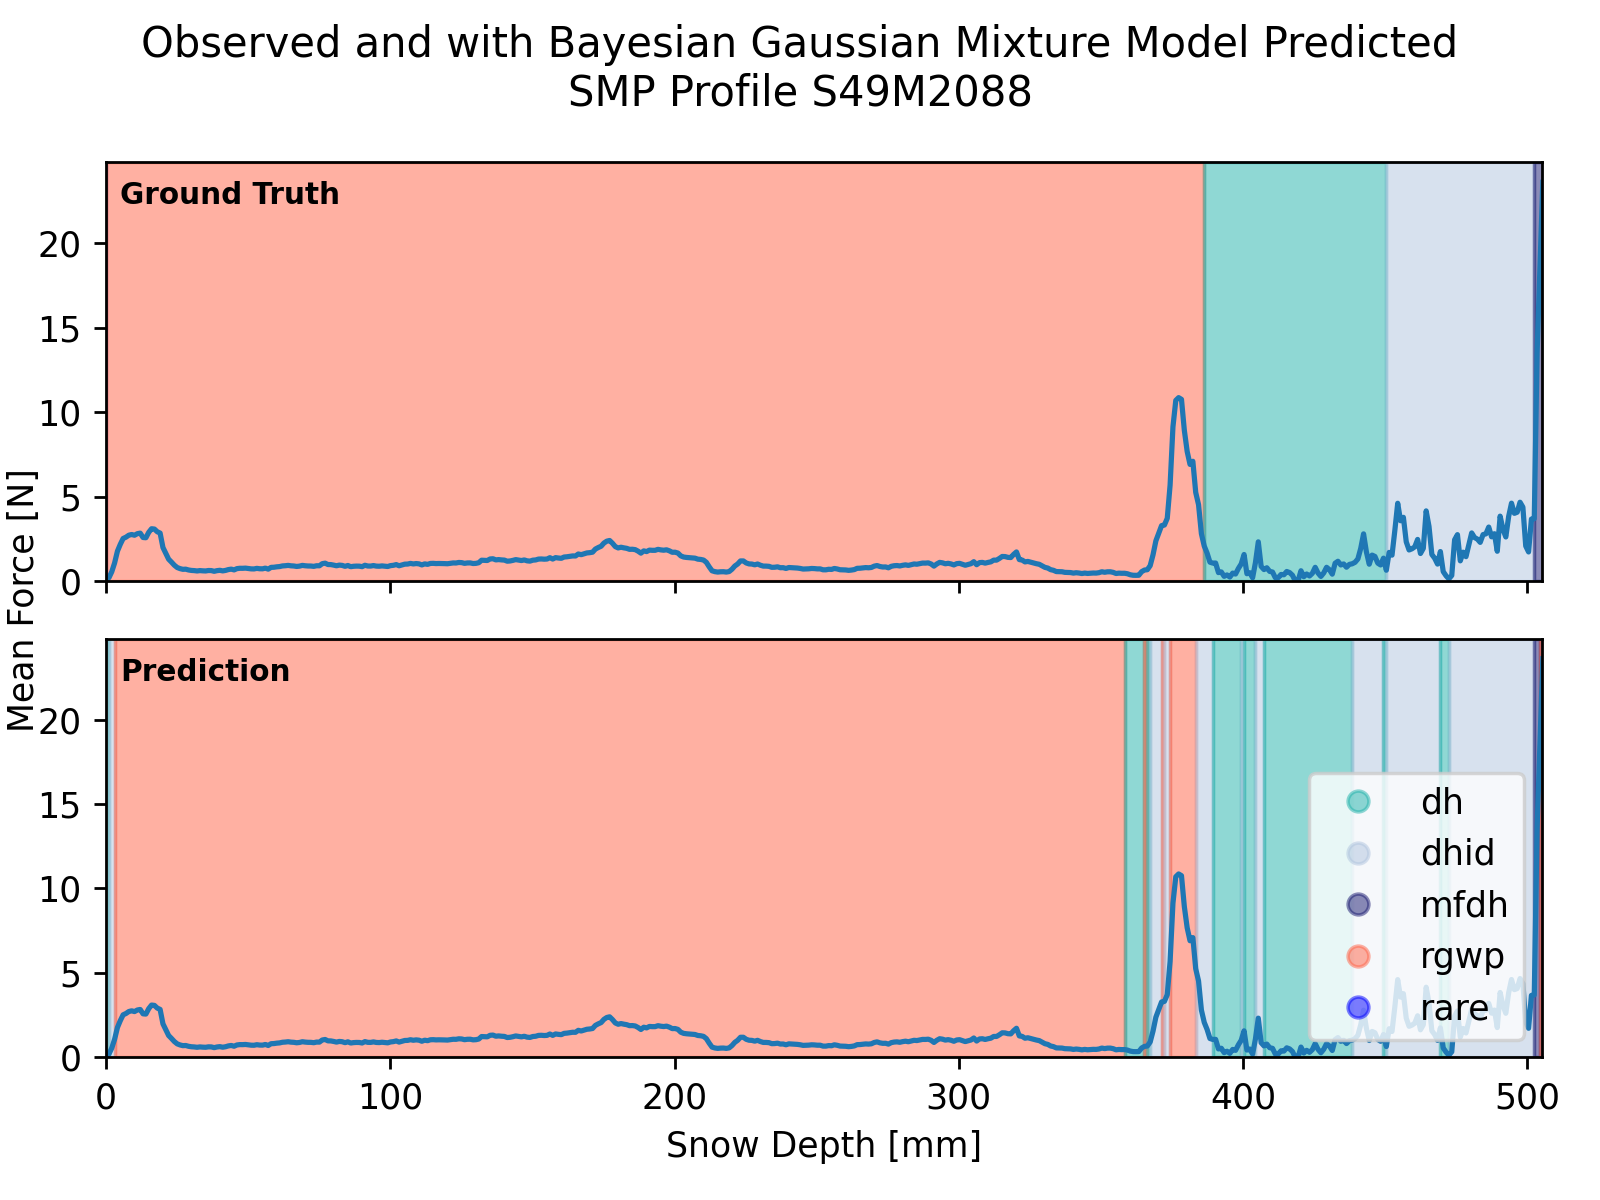 Observed and with Bayesian Gaussian Mixture Model Predicted
SMP Profile S49M2088
Ground Truth
20
15
10
5
0
Mean Force [N]
Prediction
20
15
10
5
0
dh
dhid
mfdh
rgwp
rare
0 100 200 300 400 500
Snow Depth [mm]